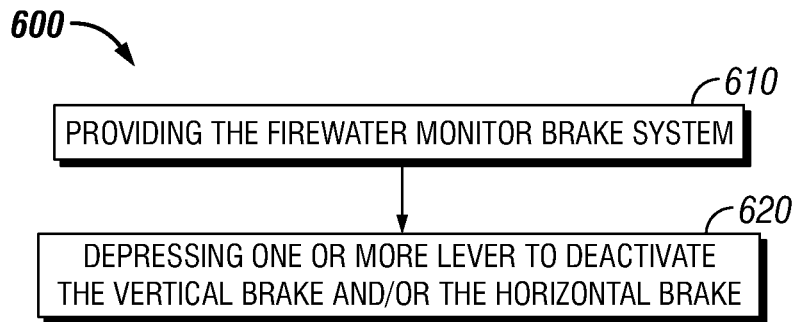 600
610
PROVIDING THE FIREWATER MONITOR BRAKE SYSTEM
620
DEPRESSING ONE OR MORE LEVER TO DEACTIVATE
THE VERTICAL BRAKE AND/OR THE HORIZONTAL BRAKE